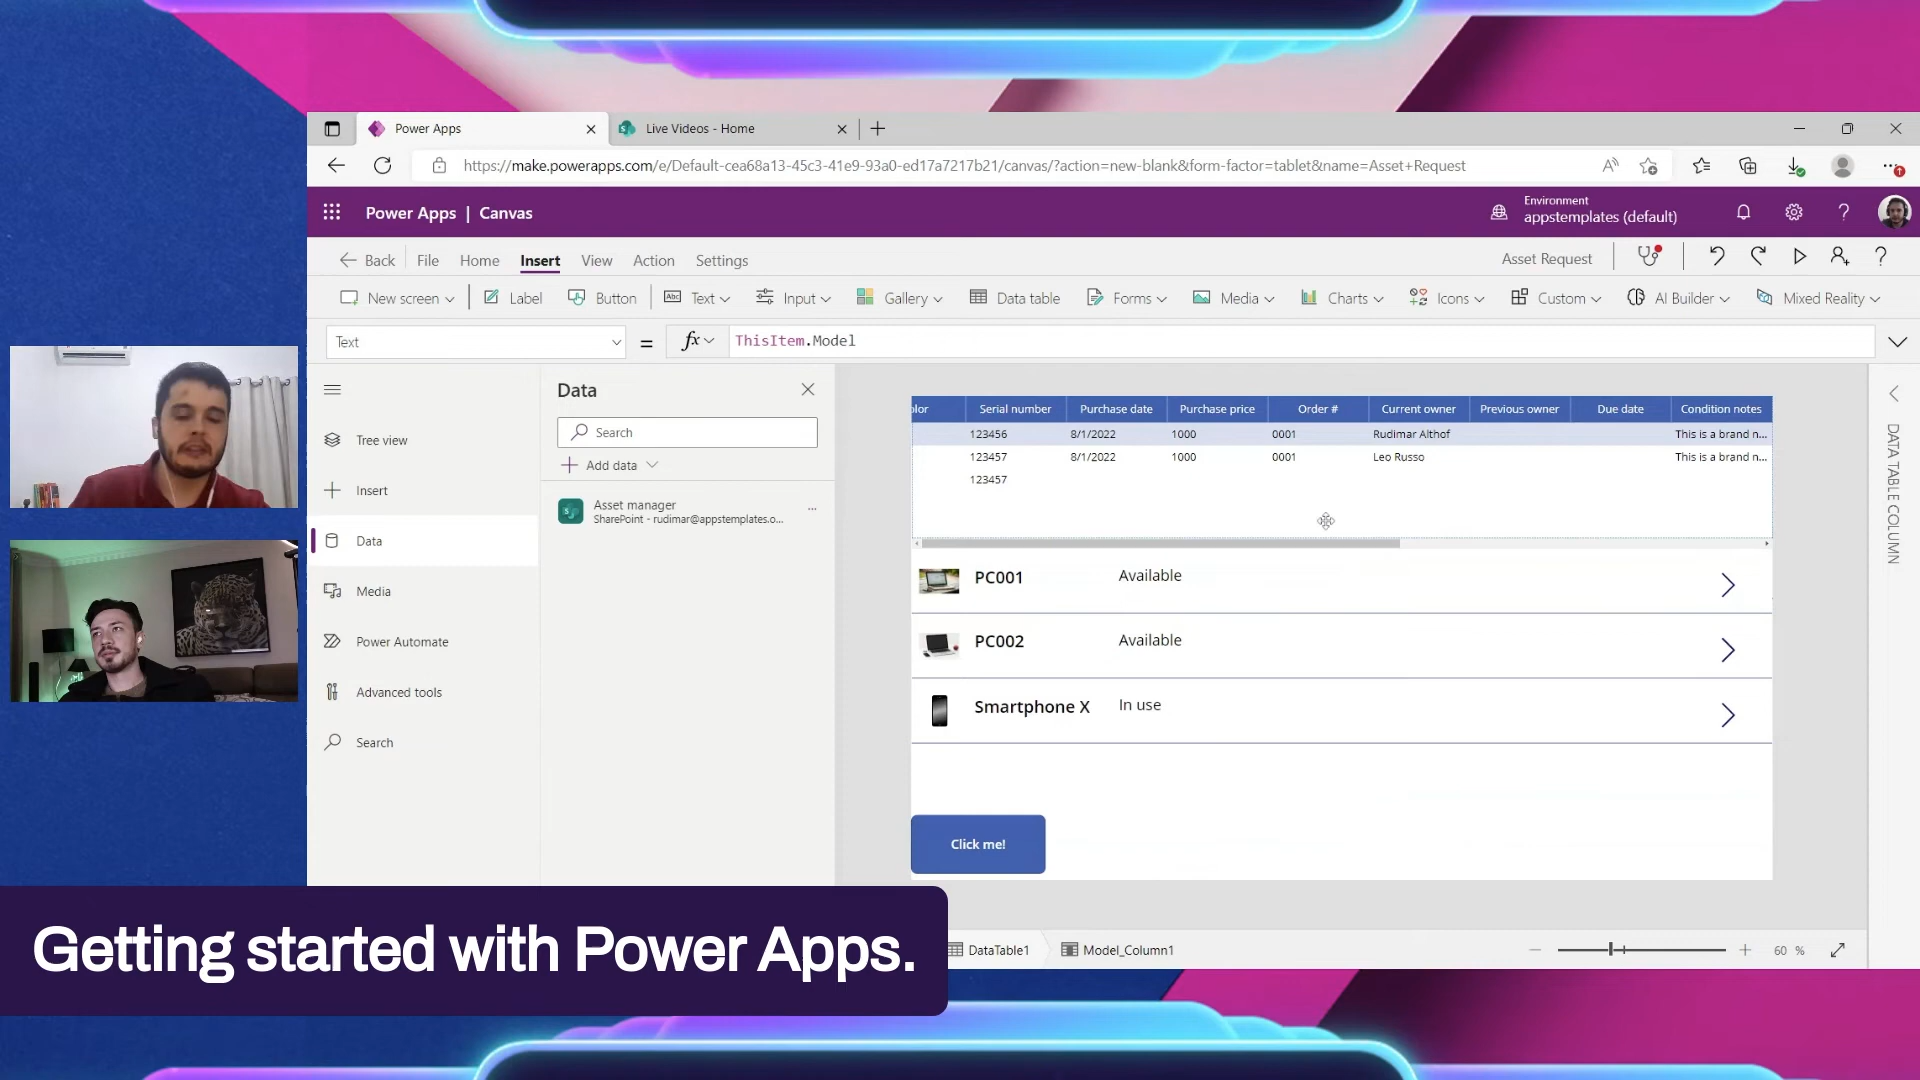 Power Apps
Live Videos - Home
https://make.powerapps.com/e/Default-cea68a13-45c3-41e9-93a0-ed17a7217b21/canvas/?action=new-blank&form-factor=tablet&name=Asset+Request
Power Apps | Canvas
Environment
appstemplates (default)
Back File Home Insert View Action Settings
Asset Request
New screen Label Button Text Input Gallery Data table Forms Media Charts Icons Custom AI Builder Mixed Reality
Text = fx ThisItem.Model
Tree view
Insert
Data
Media
Power Automate
Advanced tools
Search
Data
Search
Add data
Asset manager
SharePoint - rudimar@appstemplates.o...
olor Serial number Purchase date Purchase price Order # Current owner Previous owner Due date Condition notes
123456 8/1/2022 1000 0001 Rudimar Althof This is a brand n...
123457 8/1/2022 1000 0001 Leo Russo This is a brand n...
123457
PC001 Available
PC002 Available
Smartphone X In use
Click me!
DATA TABLE COLUMN
DataTable1 Model_Column1
60 %
Getting started with Power Apps.